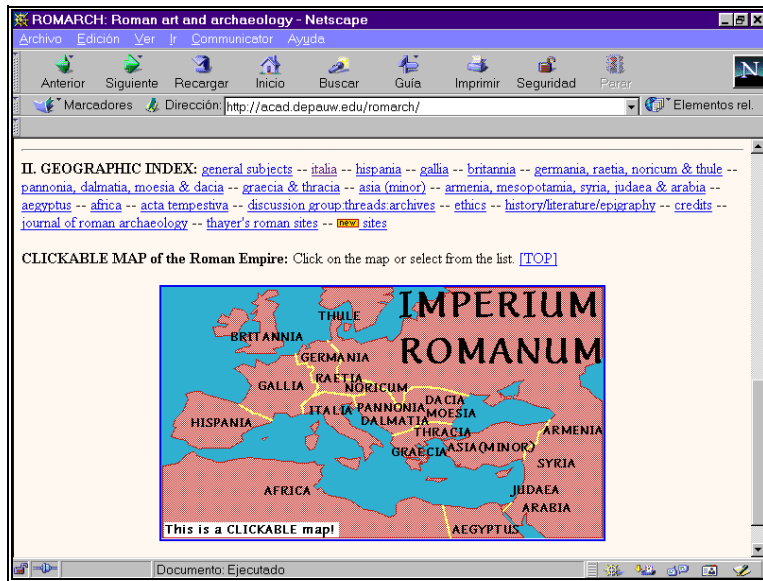 ROMARCH: Roman art and archaeology - Netscape
Archivo Edición Ver Ir Communicator Ayuda
Anterior Siguiente Recargar Inicio Buscar Guía Imprimir Seguridad Parar
N
Marcadores Dirección: http://acad.depauw.edu/romarch/ Elementos rel.
II. GEOGRAPHIC INDEX: general subjects -- italia -- hispania -- gallia -- britannia -- germania, raetia, noricum & thule --
pannonia, dalmatia, moesia & dacia -- graecia & thracia -- asia (minor) -- armenia, mesopotamia, syria, judaea & arabia --
aegyptus -- africa -- acta tempestiva -- discussion group:threads:archives -- ethics -- history/literature/epigraphy -- credits --
journal of roman archaeology -- thayer's roman sites -- new sites
CLICKABLE MAP of the Roman Empire: Click on the map or select from the list. [TOP]
IMPERIUM
ROMANUM
THULE
BRITANNIA
GERMANIA
RAETIA
GALLIA
NORICUM
DACIA
ITALIA PANNONIA MOESIA
DALMATIA
HISPANIA
THRACIA
ARMENIA
GRAECIA ASIA(MINOR)
SYRIA
AFRICA
JUDAEA
ARABIA
This is a CLICKABLE map!
AEGYPTUS
Documento: Ejecutado